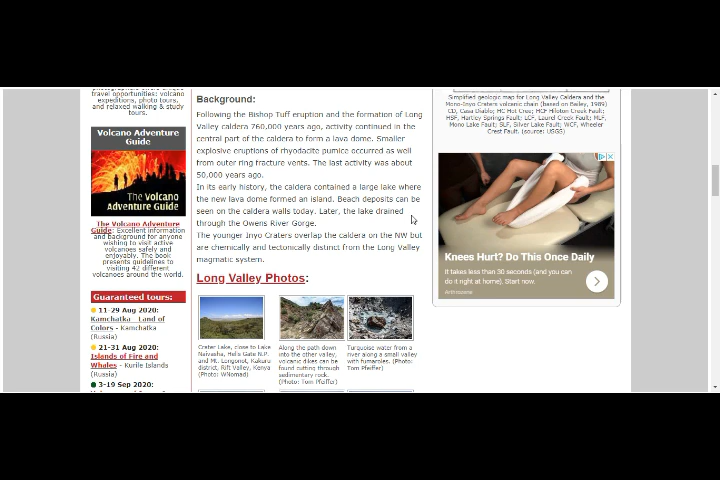 travel opportunities: volcano
expeditions, photo tours,
and relaxed walking & study
tours.
Volcano Adventure
Guide
The Volcano
Adventure Guide
The Volcano Adventure
Guide: Excellent information
and background for anyone
wishing to visit active
volcanoes safely and
enjoyably. The book
presents guidelines to
visiting 42 different
volcanoes around the world.
Guaranteed tours:
11-29 Aug 2020:
Kamchatka - Land of
Colors - Kamchatka
(Russia)
21-31 Aug 2020:
Islands of Fire and
Whales - Kurile Islands
(Russia)
3-19 Sep 2020:
Background:
Following the Bishop Tuff eruption and the formation of Long
Valley caldera 760,000 years ago, activity continued in the
central part of the caldera to form a lava dome. Smaller
explosive eruptions of rhyodacite pumice occurred as well
from outer ring fracture vents. The last activity was about
50,000 years ago.
In its early history, the caldera contained a large lake where
the new lava dome formed an island. Beach deposits can be
seen on the caldera walls today. Later, the lake drained
through the Owens River Gorge.
The younger Inyo Craters overlap the caldera on the NW but
are chemically and tectonically distinct from the Long Valley
magmatic system.
Long Valley Photos:
Crater Lake, close to Lake
Naivasha, Hell's Gate N.P.
and Mt. Longonot, Kakuru
district, Rift Valley, Kenya
(Photo: WNomad)
Along the path down
into the other valley,
volcanic dikes can be
found cutting through
sedimentary rock.
(Photo: Tom Pfeiffer)
Turquoise water from a
river along a small valley
with fumaroles. (Photo:
Tom Pfeiffer)
Simplified geologic map for Long Valley Caldera and the
Mono-Inyo Craters volcanic chain (based on Bailey, 1989)
CD, Casa Diablo; HC Hot Cree; HCF Hiloton Creek Fault;
HSF, Hartley Springs Fault; LCF, Laurel-Crock Fault; MLF,
Mono Lake Fault; SLF, Silver Lake Fault; WCF, Wheeler
Crest Fault. (source: USGS)
Knees Hurt? Do This Once Daily
It takes less than 30 seconds (and you can
do it right at home). Start now.